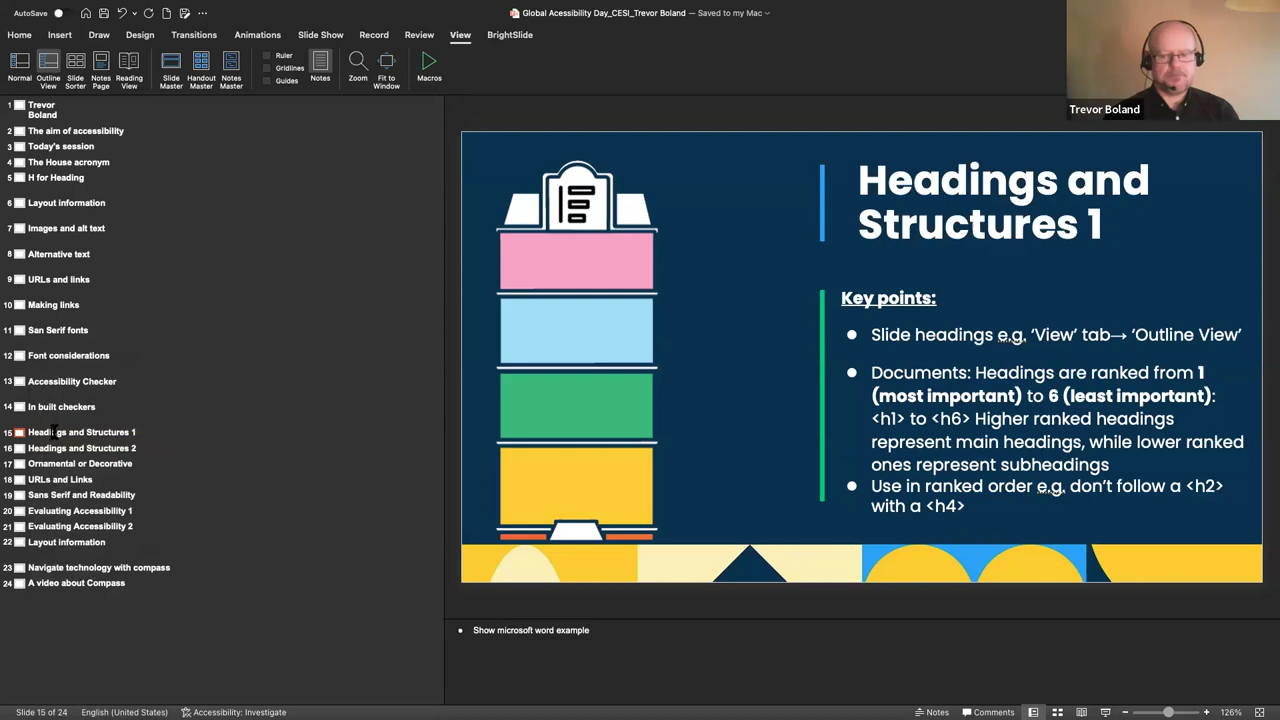 AutoSave
Global Acessibility Day_CESI_Trevor Boland — Saved to my Mac
Home Insert Draw Design Transitions Animations Slide Show Record Review View BrightSlide
Normal
Outline View
Slide Sorter
Notes Page
Reading View
Slide Master
Handout Master
Notes Master
Ruler
Gridlines
Guides
Notes
Zoom
Fit to Window
Macros
Trevor Boland
1 Trevor
Boland
2 The aim of accessibility
3 Today's session
4 The House acronym
5 H for Heading
6 Layout information
7 Images and alt text
8 Alternative text
9 URLs and links
10 Making links
11 San Serif fonts
12 Font considerations
13 Accessibility Checker
14 In built checkers
15 Headings and Structures 1
16 Headings and Structures 2
17 Ornamental or Decorative
18 URLs and Links
19 Sans Serif and Readability
20 Evaluating Accessibility 1
21 Evaluating Accessibility 2
22 Layout information
23 Navigate technology with compass
24 A video about Compass
Headings and
Structures 1
Key points:
● Slide headings e.g. ‘View’ tab→ ‘Outline View’
● Documents: Headings are ranked from 1
(most important) to 6 (least important):
<h1> to <h6> Higher ranked headings
represent main headings, while lower ranked
ones represent subheadings
● Use in ranked order e.g. don’t follow a <h2>
with a <h4>
• Show microsoft word example
Slide 15 of 24 English (United States) Accessibility: Investigate Notes Comments 126%